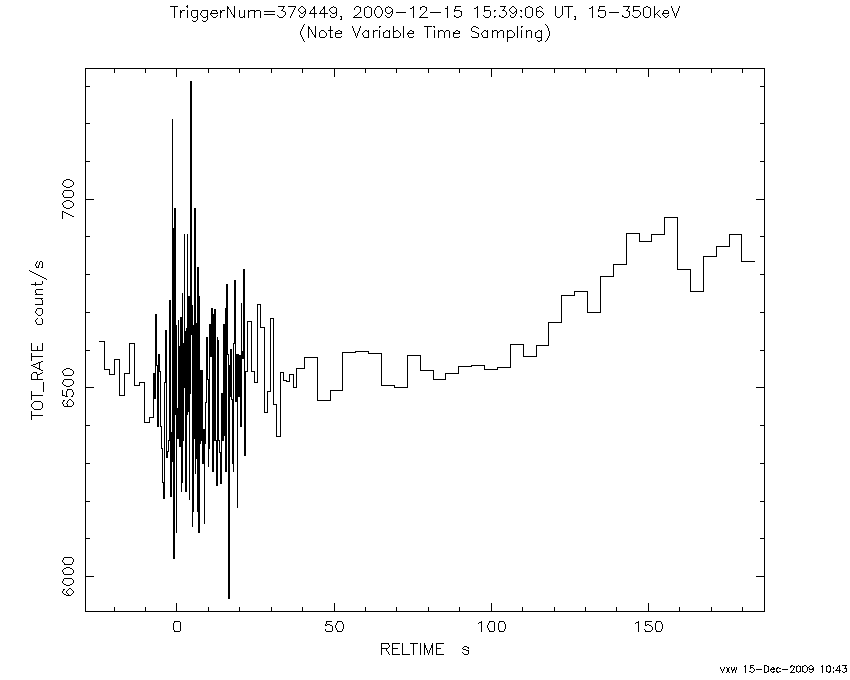 TriggerNum=379449, 2009-12-15 15:39:06 UT, 15-350keV
(Note Variable Time Sampling)
TOT_RATE count/s
7000
6500
6000
0 50 100 150
RELTIME s
vxw 15-Dec-2009 10:43